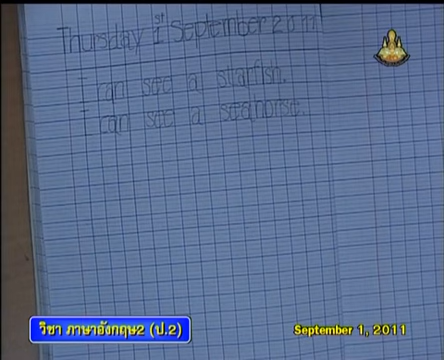 Thursday 1st September 2011
I can see a starfish.
I can see a seahorse.
วิชา ภาษาอังกฤษ2 (ป.2)
September 1, 2011